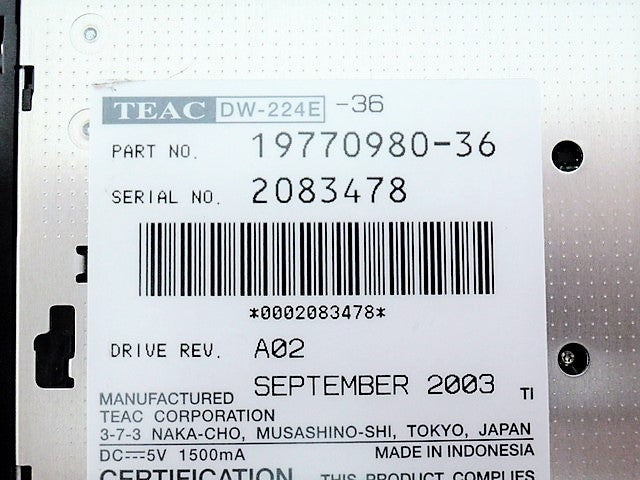 TEAC DW-224E -36
PART NO. 19770980-36
SERIAL NO. 2083478
*0002083478*
DRIVE REV. A02
MANUFACTURED SEPTEMBER 2003 TI
TEAC CORPORATION
3-7-3 NAKA-CHO, MUSASHINO-SHI, TOKYO, JAPAN
DC⎓5V 1500mA MADE IN INDONESIA
CERTIFICATION THIS PRODUCT COMPLIES